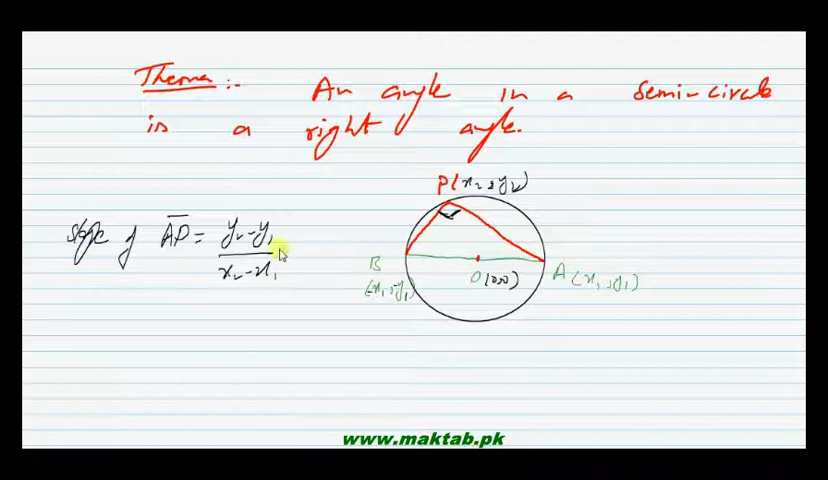 Theorem :- An angle in a semi-circle
is a right angle.
P(x₂, y₂)
Slope of AP = y₂-y₁
x₂-x₁
B
(-x₁, -y₁)
O(0,0)
A(x₁, y₁)
www.maktab.pk